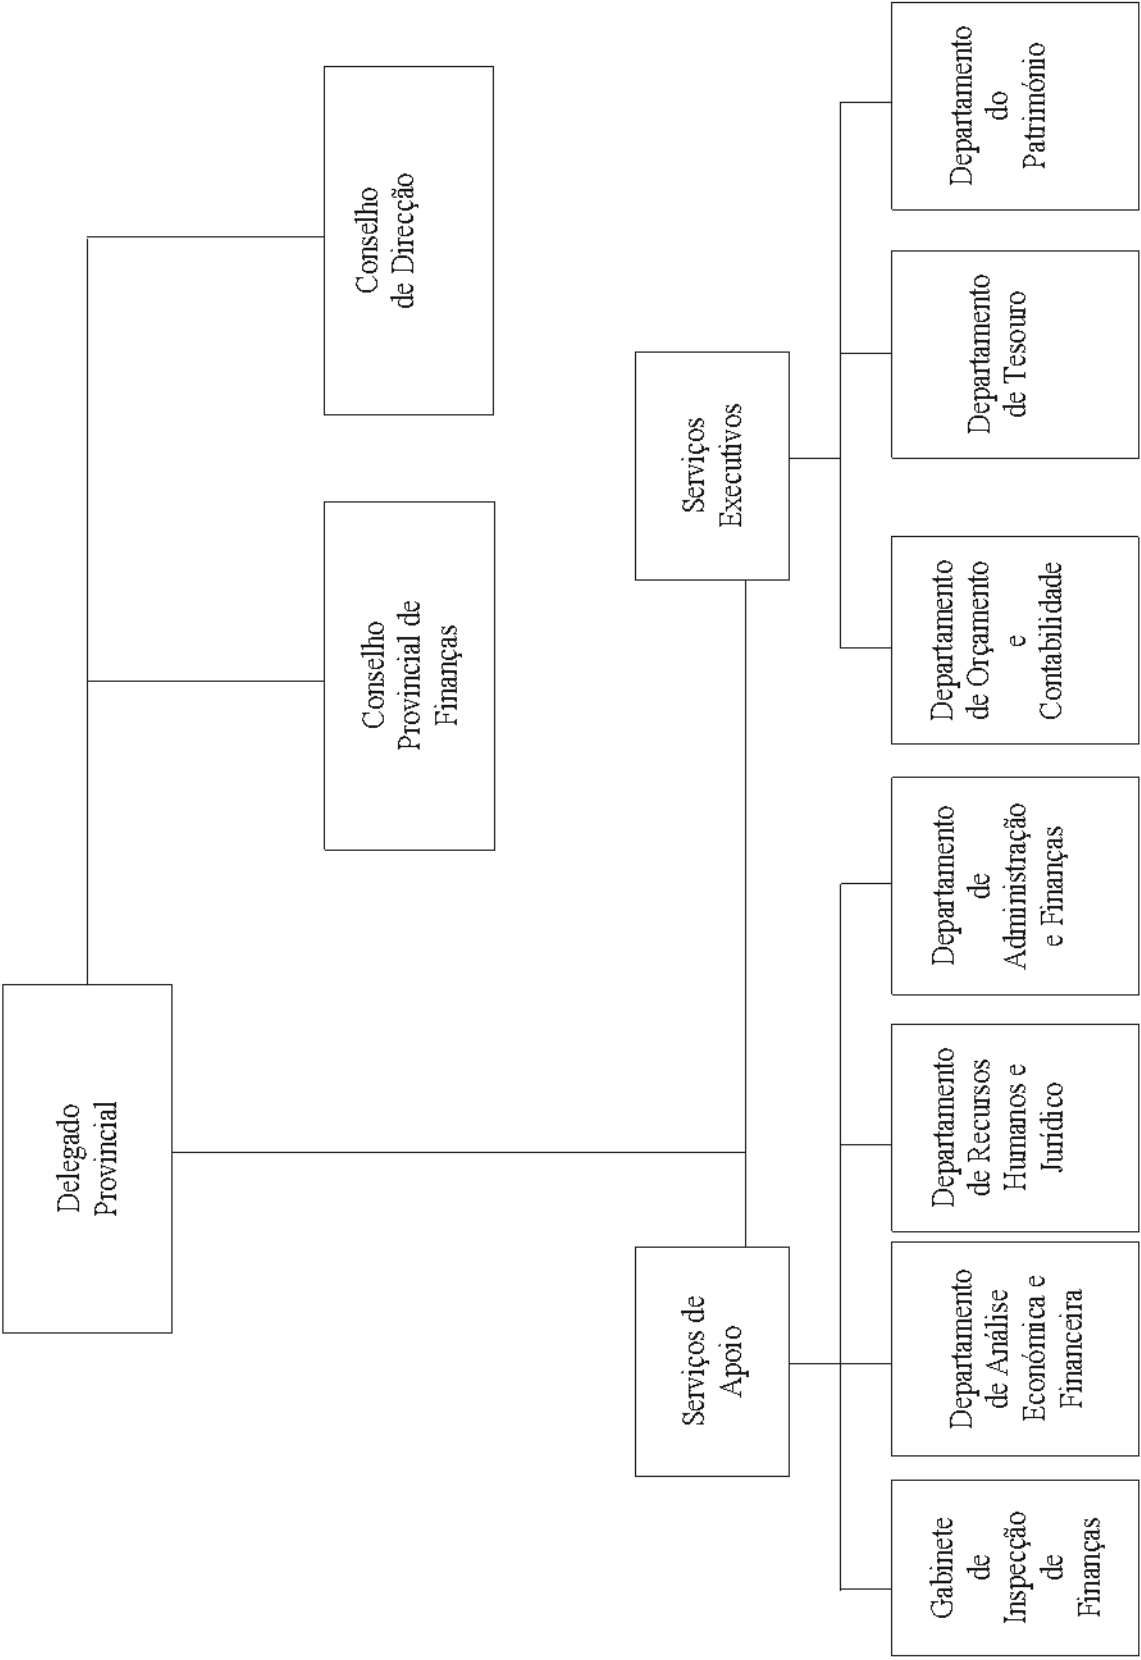 Delegado
Provincial
Conselho
Provincial de
Finanças
Conselho
de Direcção
Serviços de
Apoio
Serviços
Executivos
Gabinete
de
Inspecção
de
Finanças
Departamento
de Análise
Económica e
Financeira
Departamento
de Recursos
Humanos e
Jurídico
Departamento
de
Administração
e Finanças
Departamento
de Orçamento
e
Contabilidade
Departamento
de Tesouro
Departamento
do
Património